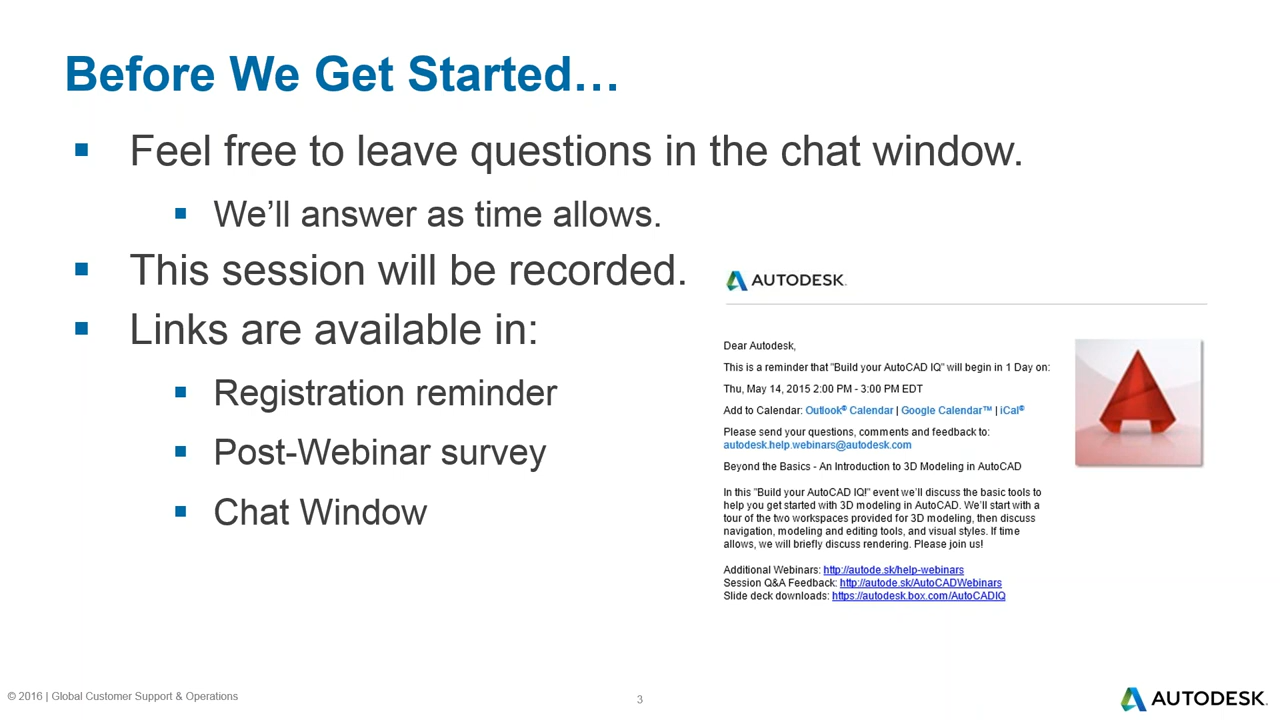 Before We Get Started…
Feel free to leave questions in the chat window.
We’ll answer as time allows.
This session will be recorded.
Links are available in:
Registration reminder
Post-Webinar survey
Chat Window
AUTODESK.
Dear Autodesk,
This is a reminder that "Build your AutoCAD IQ" will begin in 1 Day on:
Thu, May 14, 2015 2:00 PM - 3:00 PM EDT
Add to Calendar: Outlook® Calendar | Google Calendar™ | iCal®
Please send your questions, comments and feedback to:
autodesk.help.webinars@autodesk.com
Beyond the Basics - An Introduction to 3D Modeling in AutoCAD
In this "Build your AutoCAD IQ!" event we’ll discuss the basic tools to
help you get started with 3D modeling in AutoCAD. We’ll start with a
tour of the two workspaces provided for 3D modeling, then discuss
navigation, modeling and editing tools, and visual styles. If time
allows, we will briefly discuss rendering. Please join us!
Additional Webinars: http://autode.sk/help-webinars
Session Q&A Feedback: http://autode.sk/AutoCADWebinars
Slide deck downloads: https://autodesk.box.com/AutoCADIQ
© 2016 | Global Customer Support & Operations
3
AUTODESK.